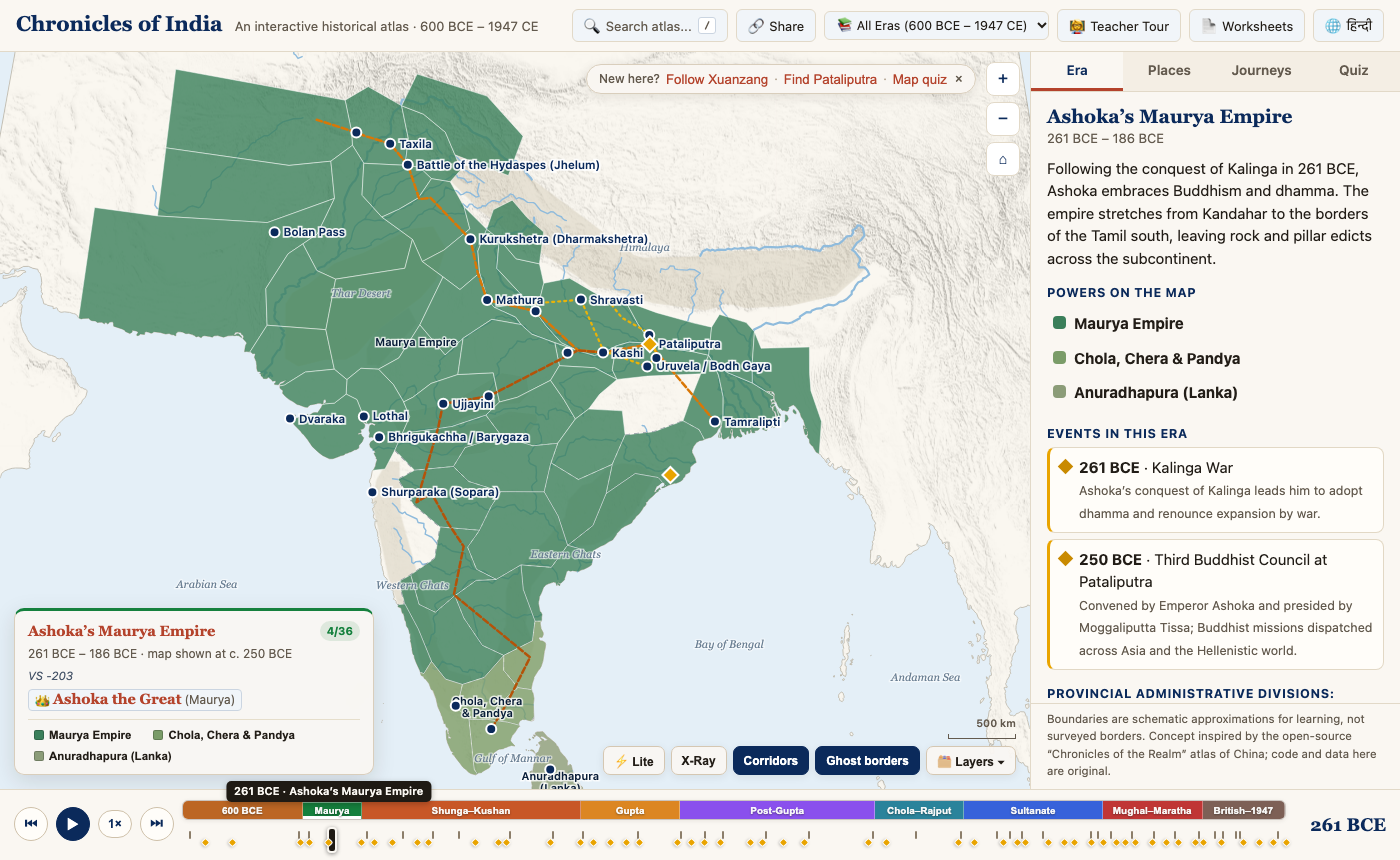 Chronicles of India
An interactive historical atlas · 600 BCE – 1947 CE
Search atlas... /
Share
All Eras (600 BCE – 1947 CE)
Teacher Tour
Worksheets
हिन्दी
New here? Follow Xuanzang · Find Pataliputra · Map quiz ×
+
−
⌂
Taxila
Battle of the Hydaspes (Jhelum)
Bolan Pass
Kurukshetra (Dharmakshetra)
Himalaya
Thar Desert
Mathura
Shravasti
Maurya Empire
Pataliputra
Kashi
Uruvela / Bodh Gaya
Ujjayini
Dvaraka
Lothal
Tamralipti
Bhrigukachha / Barygaza
Shurparaka (Sopara)
Eastern Ghats
Western Ghats
Arabian Sea
Bay of Bengal
Andaman Sea
Chola, Chera
& Pandya
Gulf of Mannar
Anuradhapura
(Lanka)
500 km
Ashoka's Maurya Empire
4/36
261 BCE – 186 BCE · map shown at c. 250 BCE
VS -203
Ashoka the Great (Maurya)
Maurya Empire
Chola, Chera & Pandya
Anuradhapura (Lanka)
Lite
X-Ray
Corridors
Ghost borders
Layers
Era
Places
Journeys
Quiz
Ashoka's Maurya Empire
261 BCE – 186 BCE
Following the conquest of Kalinga in 261 BCE,
Ashoka embraces Buddhism and dhamma. The
empire stretches from Kandahar to the borders
of the Tamil south, leaving rock and pillar edicts
across the subcontinent.
POWERS ON THE MAP
Maurya Empire
Chola, Chera & Pandya
Anuradhapura (Lanka)
EVENTS IN THIS ERA
261 BCE · Kalinga War
Ashoka's conquest of Kalinga leads him to adopt
dhamma and renounce expansion by war.
250 BCE · Third Buddhist Council at
Pataliputra
Convened by Emperor Ashoka and presided by
Moggaliputta Tissa; Buddhist missions dispatched
across Asia and the Hellenistic world.
PROVINCIAL ADMINISTRATIVE DIVISIONS:
Boundaries are schematic approximations for learning, not
surveyed borders. Concept inspired by the open-source
"Chronicles of the Realm" atlas of China; code and data here
are original.
261 BCE · Ashoka's Maurya Empire
1×
600 BCE
Maurya
Shunga–Kushan
Gupta
Post-Gupta
Chola–Rajput
Sultanate
Mughal–Maratha
British–1947
261 BCE